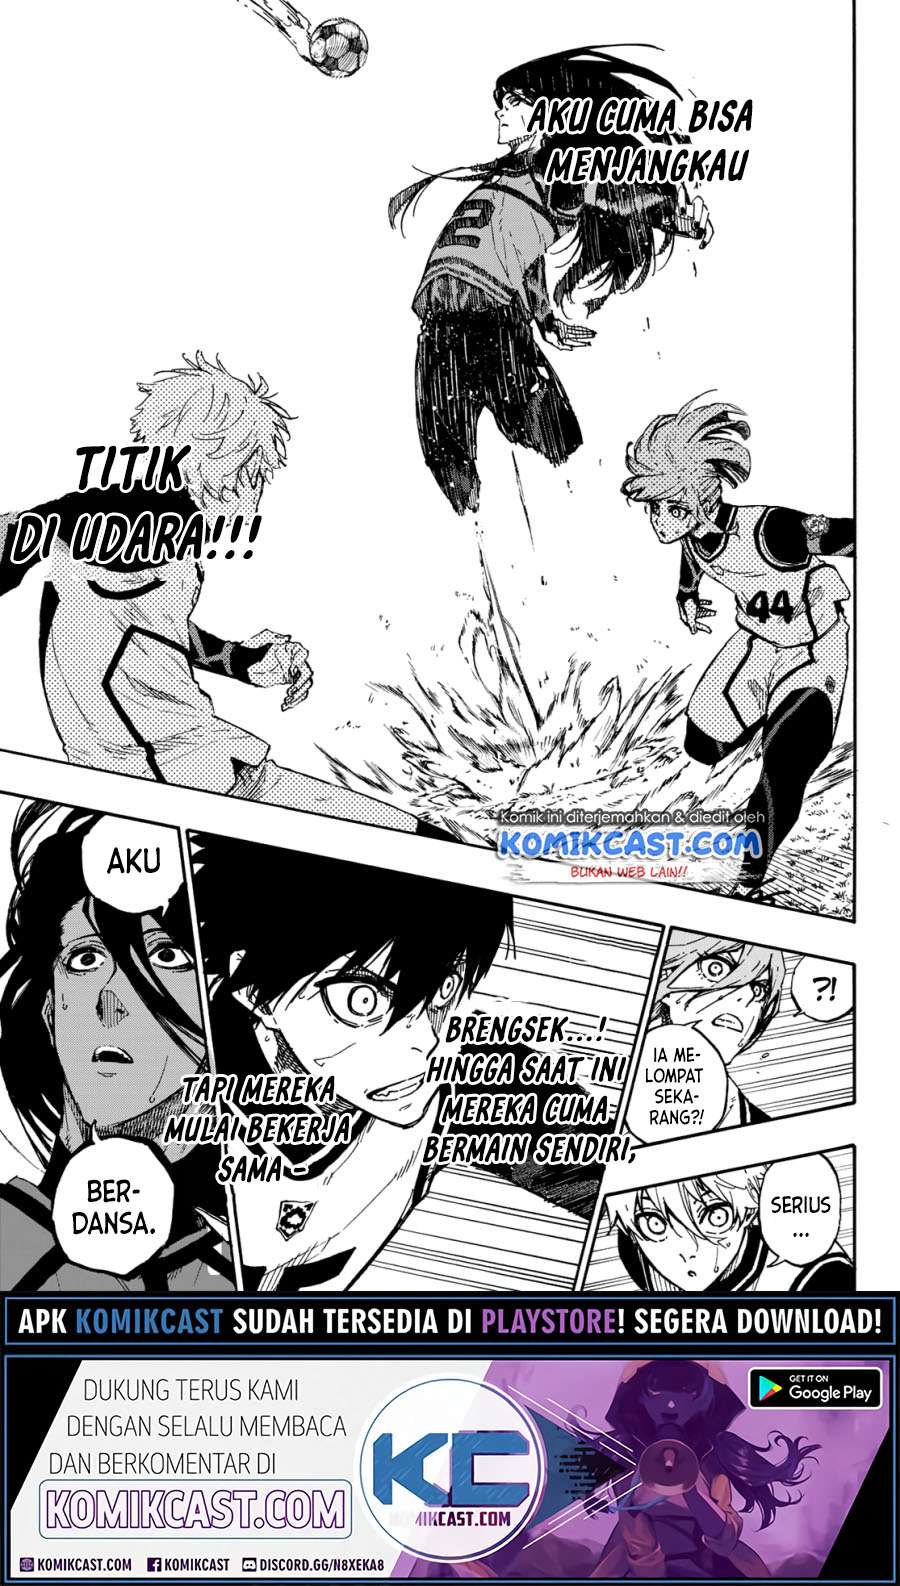 AKU CUMA BISA
MENJANGKAU
2
TITIK
DI UDARA!!!
44
Komik ini diterjemahkan & diedit oleh
KOMIKCAST.COM
BUKAN WEB LAIN!!
?!
IA ME-
LOMPAT
SEKA-
RANG?!
SERIUS
...
BRENGSEK...!
HINGGA SAAT INI
MEREKA CUMA
BERMAIN SENDIRI,
TAPI MEREKA
MULAI BEKERJA
SAMA -
AKU
BER-
DANSA.
APK KOMIKCAST SUDAH TERSEDIA DI PLAYSTORE! SEGERA DOWNLOAD!
DUKUNG TERUS KAMI
DENGAN SELALU MEMBACA
DAN BERKOMENTAR DI
KOMIKCAST.COM
KOMIKCAST.COM
KOMIKCAST
DISCORD.GG/N8XEKA8
KC
KOMIKCAST.COM
GET IT ON
Google Play